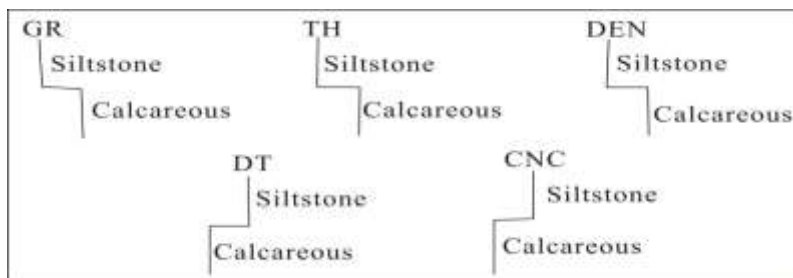 GR TH DEN
Siltstone Siltstone Siltstone
Calcareous Calcareous Calcareous
DT CNC
Siltstone Siltstone
Calcareous Calcareous